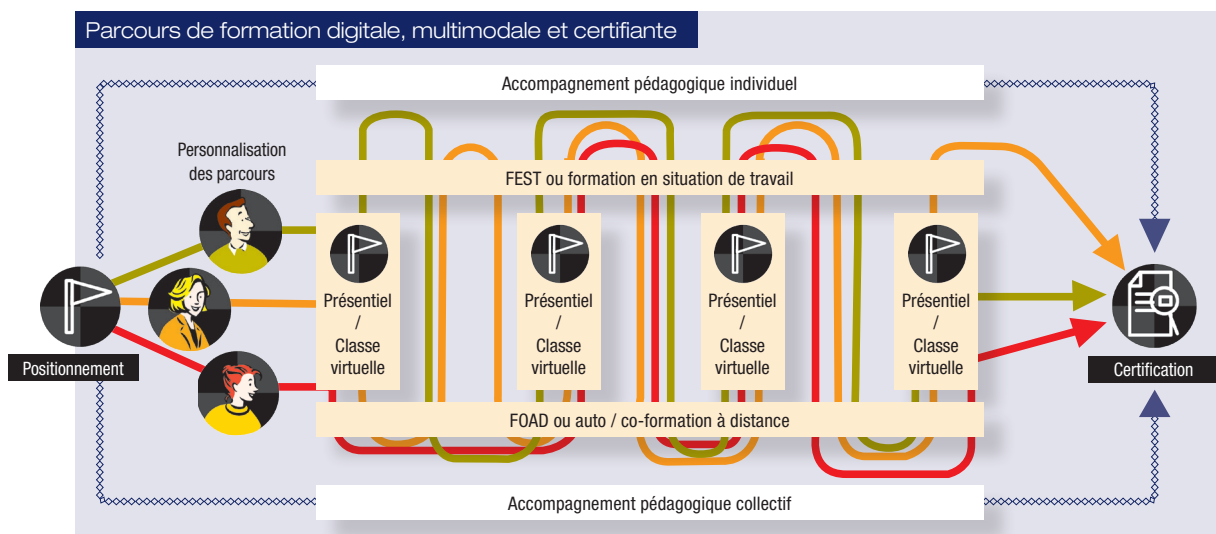 Parcours de formation digitale, multimodale et certifiante
Accompagnement pédagogique individuel
Personnalisation
des parcours
FEST ou formation en situation de travail
Positionnement
Présentiel
/
Classe
virtuelle
Présentiel
/
Classe
virtuelle
Présentiel
/
Classe
virtuelle
Présentiel
/
Classe
virtuelle
Certification
FOAD ou auto / co-formation à distance
Accompagnement pédagogique collectif